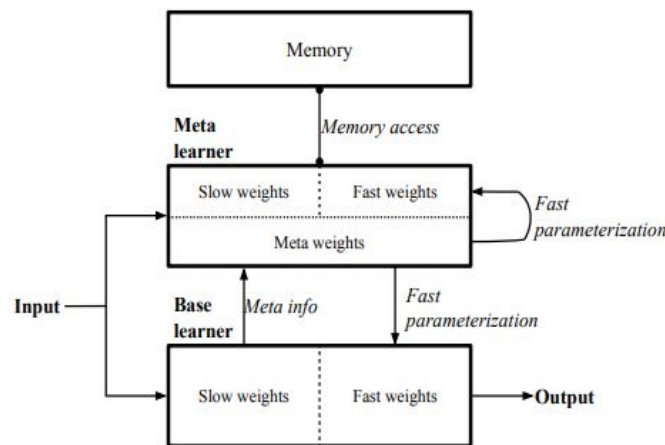 Memory
Meta
learner
Memory access
Slow weights
Fast weights
Meta weights
Fast
parameterization
Input
Base
learner
Meta info
Fast
parameterization
Slow weights
Fast weights
Output